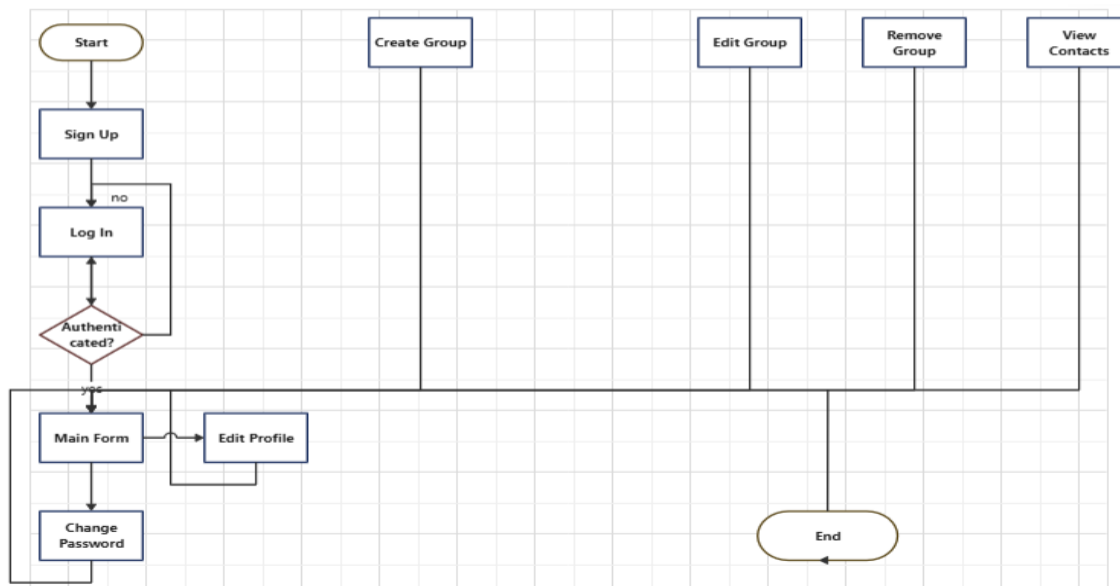 Start
Create Group
Edit Group
Remove
Group
View
Contacts
Sign Up
no
Log In
Authenti
cated?
yes
Main Form
Edit Profile
Change
Password
End